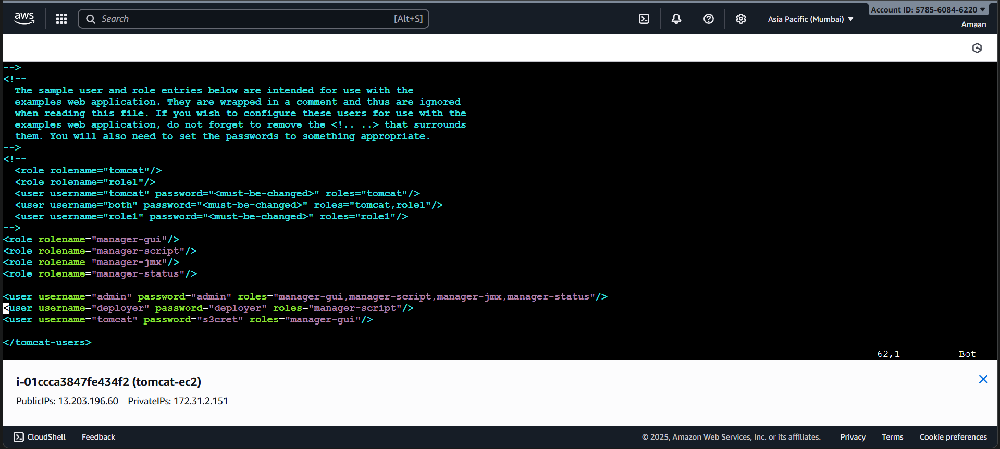 aws
Search [Alt+S]
Asia Pacific (Mumbai) ▼
Account ID: 5785-6084-6220 ▼
Amaan
-->
<!--
  The sample user and role entries below are intended for use with the
  examples web application. They are wrapped in a comment and thus are ignored
  when reading this file. If you wish to configure these users for use with the
  examples web application, do not forget to remove the <!.. ..> that surrounds
  them. You will also need to set the passwords to something appropriate.
-->
<!--
  <role rolename="tomcat"/>
  <role rolename="role1"/>
  <user username="tomcat" password="<must-be-changed>" roles="tomcat"/>
  <user username="both" password="<must-be-changed>" roles="tomcat,role1"/>
  <user username="role1" password="<must-be-changed>" roles="role1"/>
-->
<role rolename="manager-gui"/>
<role rolename="manager-script"/>
<role rolename="manager-jmx"/>
<role rolename="manager-status"/>
<user username="admin" password="admin" roles="manager-gui,manager-script,manager-jmx,manager-status"/>
<user username="deployer" password="deployer" roles="manager-script"/>
<user username="tomcat" password="s3cret" roles="manager-gui"/>
</tomcat-users>
62,1 Bot
i-01ccca3847fe434f2 (tomcat-ec2)
PublicIPs: 13.203.196.60 PrivateIPs: 172.31.2.151
CloudShell Feedback © 2025, Amazon Web Services, Inc. or its affiliates. Privacy Terms Cookie preferences